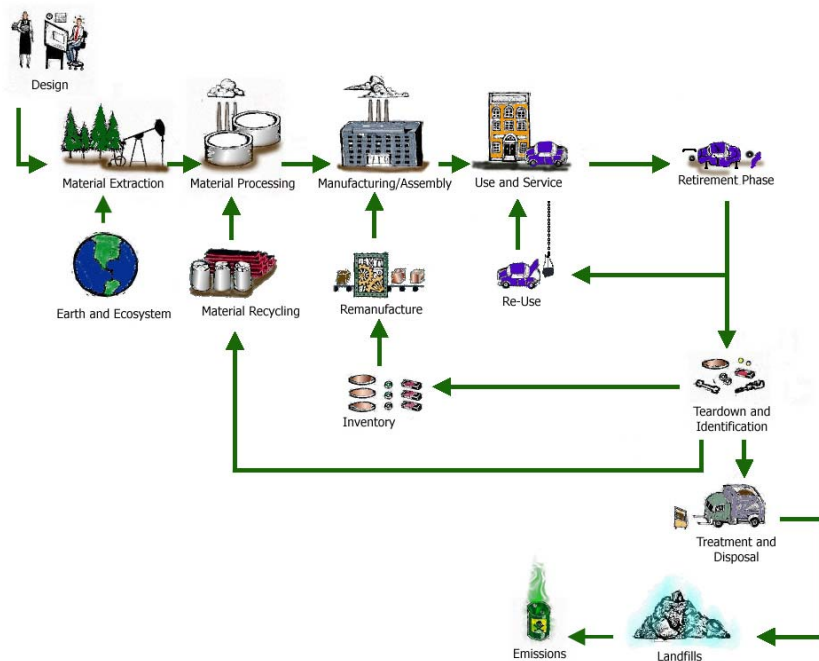 Design
Material Extraction
Material Processing
Manufacturing/Assembly
Use and Service
Retirement Phase
Earth and Ecosystem
Material Recycling
Remanufacture
Re-Use
Inventory
Teardown and
Identification
Treatment and
Disposal
Emissions
Landfills